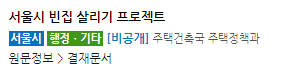 서울시 빈집 살리기 프로젝트
서울시 행정·기타 [비공개] 주택건축국 주택정책과
원문정보 > 결재문서